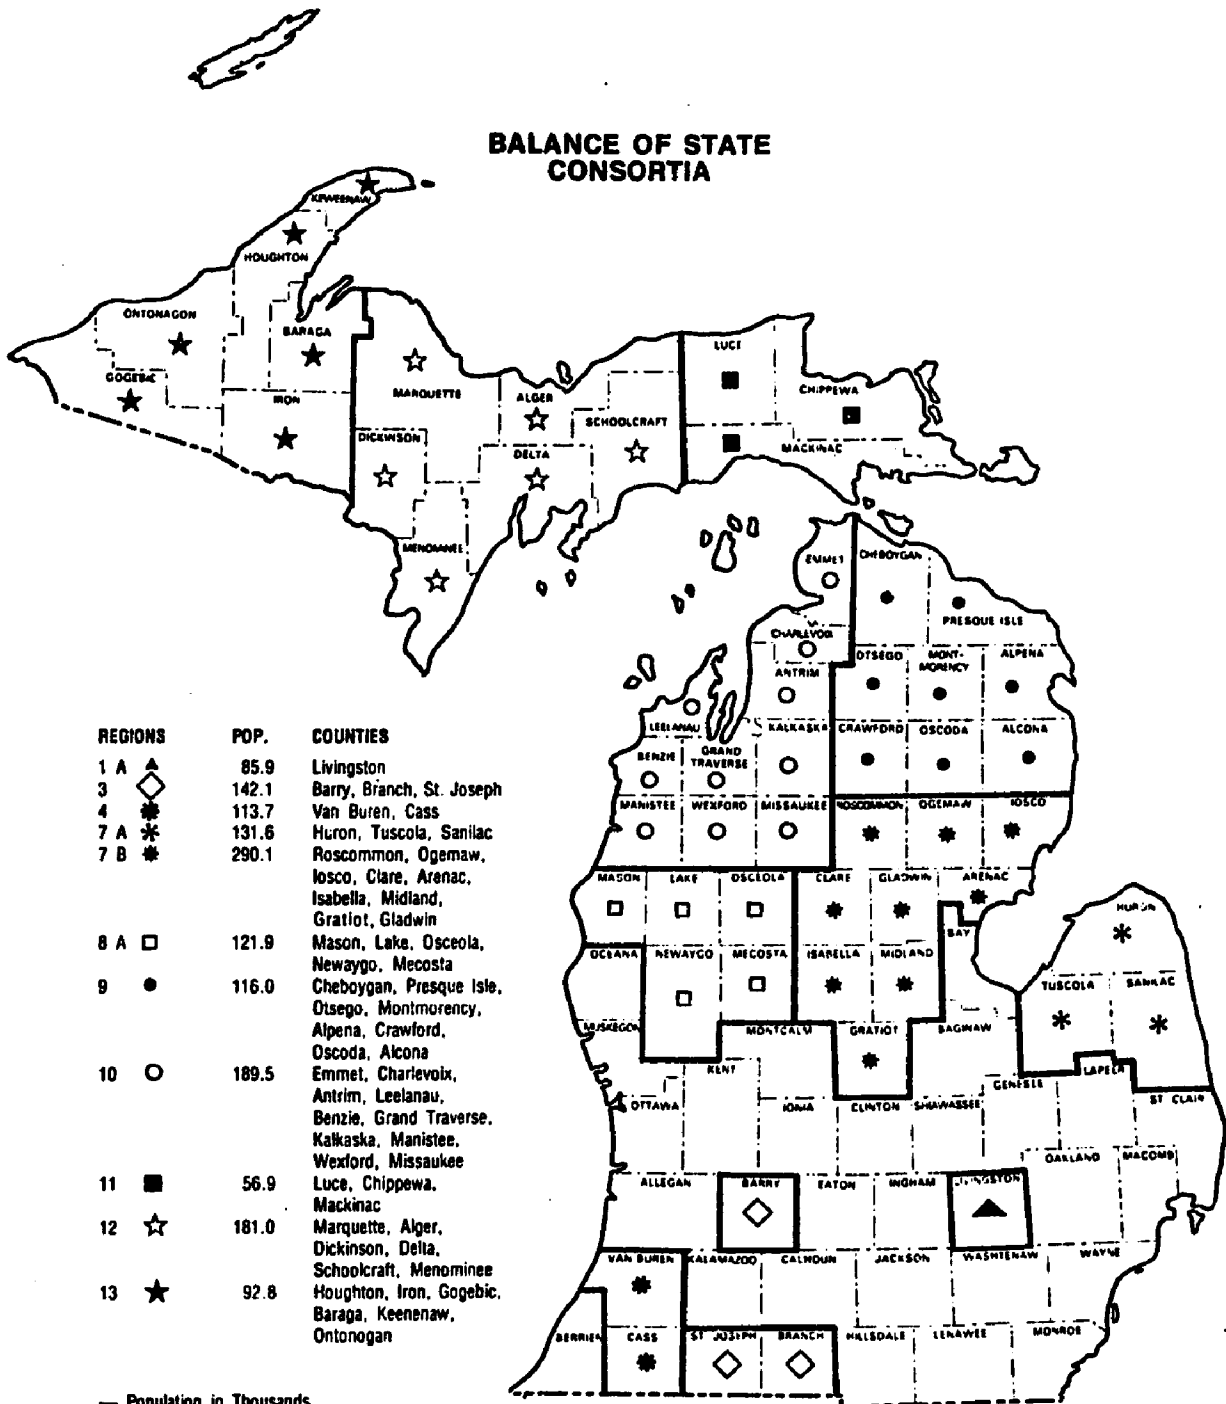 BALANCE OF STATE
CONSORTIA
KEWEENAW
HOUGHTON
ONTONAGON
BARAGA
GOGEBIC
IRON
MARQUETTE
DICKINSON
ALGER
DELTA
SCHOOLCRAFT
MENOMINEE
LUCE
CHIPPEWA
MACKINAC
EMMET
CHEBOYGAN
PRESQUE ISLE
CHARLEVOIX
OTSEGO
MONT-
MORENCY
ALPENA
ANTRIM
LEELANAU
KALKASKA
CRAWFORD
OSCODA
ALCONA
BENZIE
GRAND
TRAVERSE
MANISTEE
WEXFORD
MISSAUKEE
ROSCOMMON
OGEMAW
IOSCO
MASON
LAKE
OSCEOLA
CLARE
GLADWIN
ARENAC
HURON
BAY
OCEANA
NEWAYGO
MECOSTA
ISABELLA
MIDLAND
TUSCOLA
SANILAC
MUSKEGON
MONTCALM
GRATIOT
SAGINAW
KENT
GENESEE
LAPEER
OTTAWA
IONIA
CLINTON
SHIAWASSEE
ST CLAIR
OAKLAND
MACOMB
ALLEGAN
BARRY
EATON
INGHAM
LIVINGSTON
VAN BUREN
KALAMAZOO
CALHOUN
JACKSON
WASHTENAW
WAYNE
BERRIEN
CASS
ST JOSEPH
BRANCH
HILLSDALE
LENAWEE
MONROE
REGIONS POP. COUNTIES
1 A 85.9 Livingston
3 142.1 Barry, Branch, St. Joseph
4 113.7 Van Buren, Cass
7 A 131.6 Huron, Tuscola, Sanilac
7 B 290.1 Roscommon, Ogemaw,
Iosco, Clare, Arenac,
Isabella, Midland,
Gratiot, Gladwin
8 A 121.9 Mason, Lake, Osceola,
Newaygo, Mecosta
9 116.0 Cheboygan, Presque Isle,
Otsego, Montmorency,
Alpena, Crawford,
Oscoda, Alcona
10 189.5 Emmet, Charlevoix,
Antrim, Leelanau,
Benzie, Grand Traverse,
Kalkaska, Manistee,
Wexford, Missaukee
11 56.9 Luce, Chippewa,
Mackinac
12 181.0 Marquette, Alger,
Dickinson, Delta,
Schoolcraft, Menominee
13 92.8 Houghton, Iron, Gogebic,
Baraga, Keenenaw,
Ontonogan
— Population in Thousands